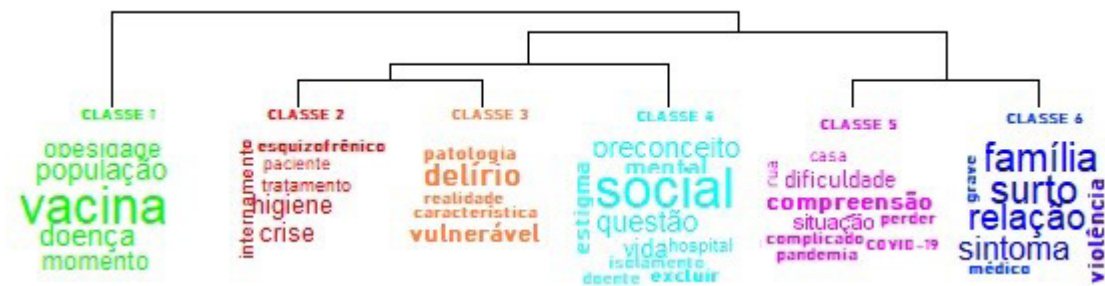 CLASSE 1
obesidade
população
vacina
doença
momento
CLASSE 2
internamento
esquizofrênico
paciente
tratamento
higiene
crise
CLASSE 3
patologia
delírio
realidade
característica
vulnerável
CLASSE 4
estigma
preconceito
mental
social
questão
vida hospital
isolamento
doente excluir
CLASSE 5
rua
casa
dificuldade
compreensão
situação perder
complicado COVID-19
pandemia
CLASSE 6
grave
família
surto
relação
sintoma
médico
violência